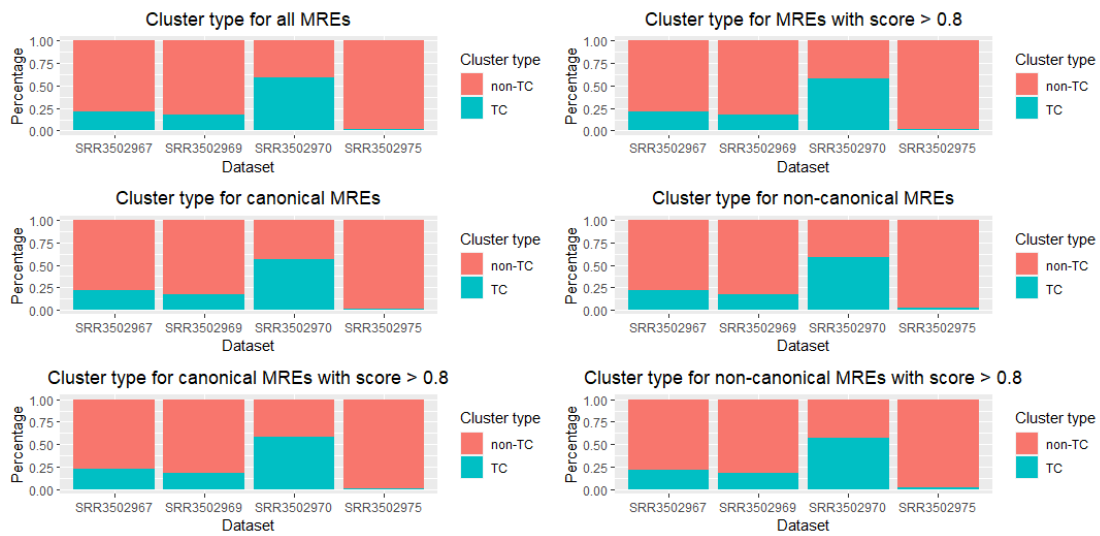 Cluster type for all MREs
Percentage
1.00
0.75
0.50
0.25
0.00
SRR3502967 SRR3502969 SRR3502970 SRR3502975
Dataset
Cluster type
non-TC
TC
Cluster type for MREs with score > 0.8
Percentage
1.00
0.75
0.50
0.25
0.00
SRR3502967 SRR3502969 SRR3502970 SRR3502975
Dataset
Cluster type
non-TC
TC
Cluster type for canonical MREs
Percentage
1.00
0.75
0.50
0.25
0.00
SRR3502967 SRR3502969 SRR3502970 SRR3502975
Dataset
Cluster type
non-TC
TC
Cluster type for non-canonical MREs
Percentage
1.00
0.75
0.50
0.25
0.00
SRR3502967 SRR3502969 SRR3502970 SRR3502975
Dataset
Cluster type
non-TC
TC
Cluster type for canonical MREs with score > 0.8
Percentage
1.00
0.75
0.50
0.25
0.00
SRR3502967 SRR3502969 SRR3502970 SRR3502975
Dataset
Cluster type
non-TC
TC
Cluster type for non-canonical MREs with score > 0.8
Percentage
1.00
0.75
0.50
0.25
0.00
SRR3502967 SRR3502969 SRR3502970 SRR3502975
Dataset
Cluster type
non-TC
TC